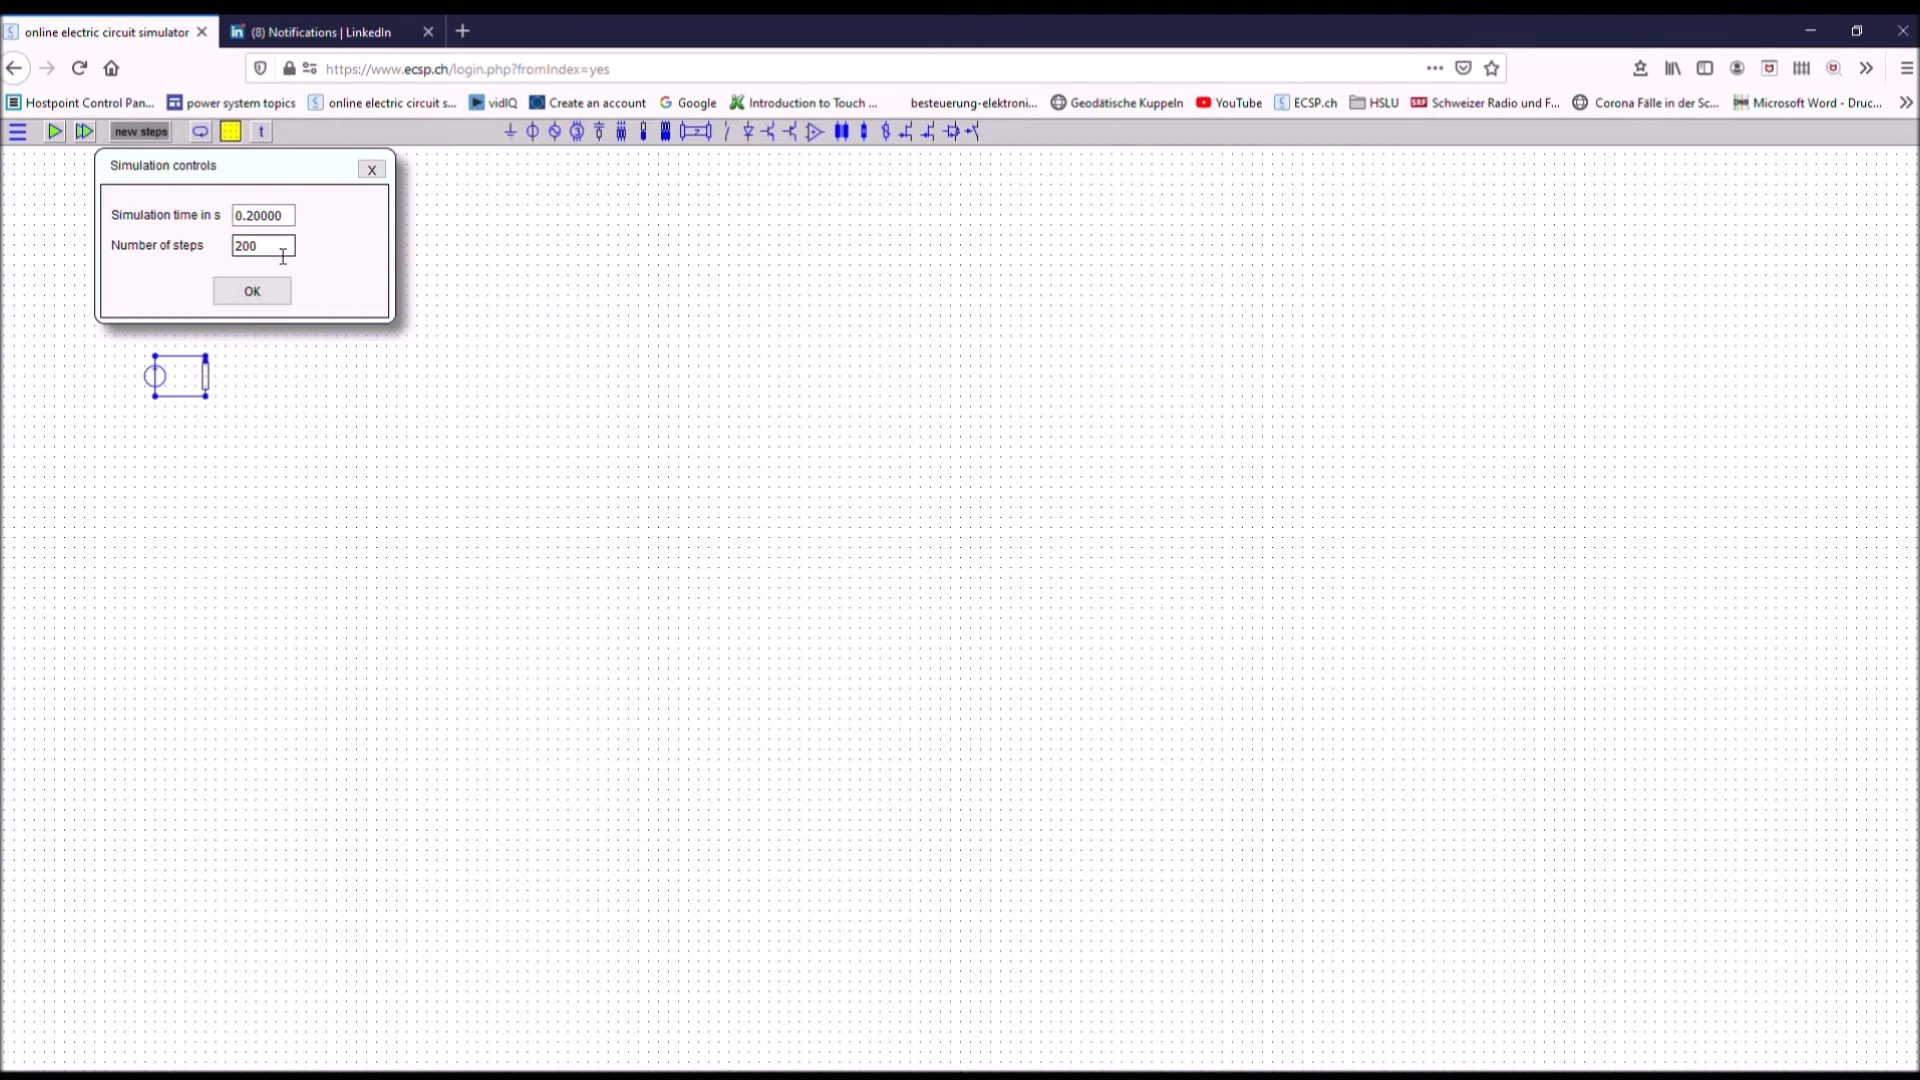 online electric circuit simulator
(8) Notifications | LinkedIn
https://www.ecsp.ch/login.php?fromIndex=yes
Hostpoint Control Pan... power system topics online electric circuit s... vidIQ Create an account Google Introduction to Touch ... besteuerung-elektroni... Geodätische Kuppeln YouTube ECSP.ch HSLU Schweizer Radio und F... Corona Fälle in der Sc... Microsoft Word - Druc...
new steps t
Simulation controls
X
Simulation time in s 0.20000
Number of steps 200
OK